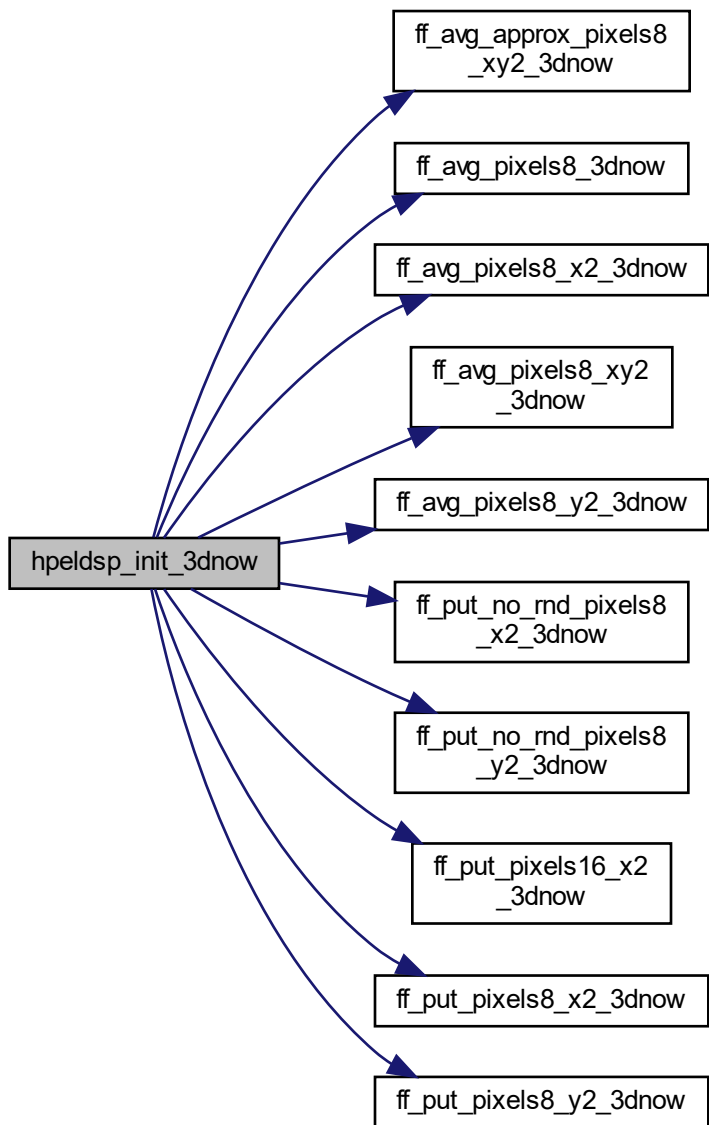 ff_avg_approx_pixels8
_xy2_3dnow
ff_avg_pixels8_3dnow
ff_avg_pixels8_x2_3dnow
ff_avg_pixels8_xy2
_3dnow
ff_avg_pixels8_y2_3dnow
hpeldsp_init_3dnow
ff_put_no_rnd_pixels8
_x2_3dnow
ff_put_no_rnd_pixels8
_y2_3dnow
ff_put_pixels16_x2
_3dnow
ff_put_pixels8_x2_3dnow
ff_put_pixels8_y2_3dnow